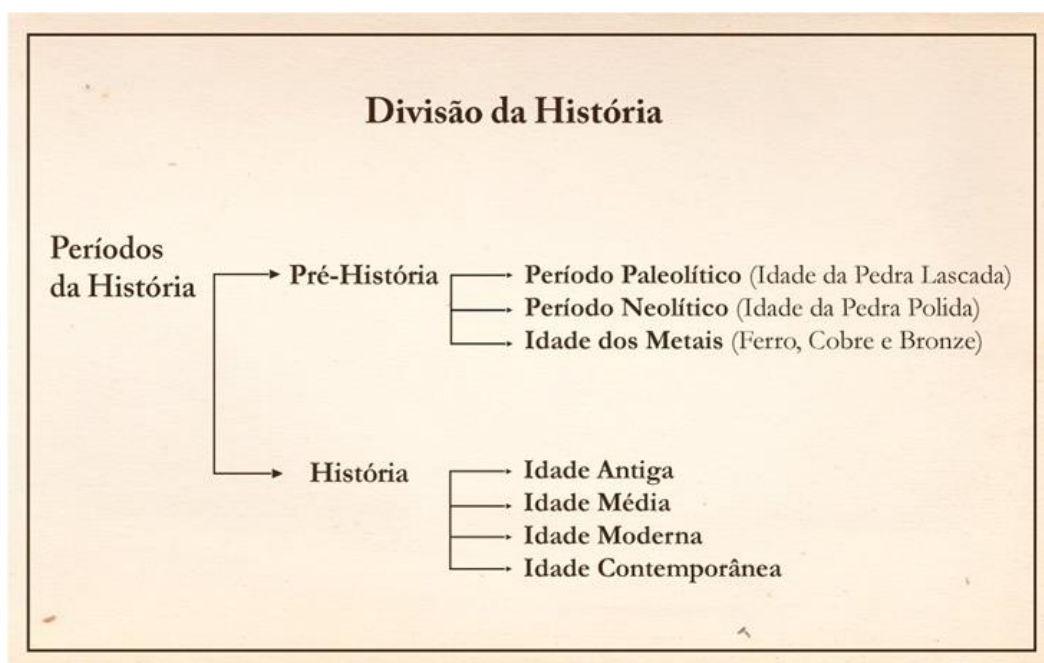 Divisão da História
Períodos
da História
Pré-História
Período Paleolítico (Idade da Pedra Lascada)
Período Neolítico (Idade da Pedra Polida)
Idade dos Metais (Ferro, Cobre e Bronze)
História
Idade Antiga
Idade Média
Idade Moderna
Idade Contemporânea